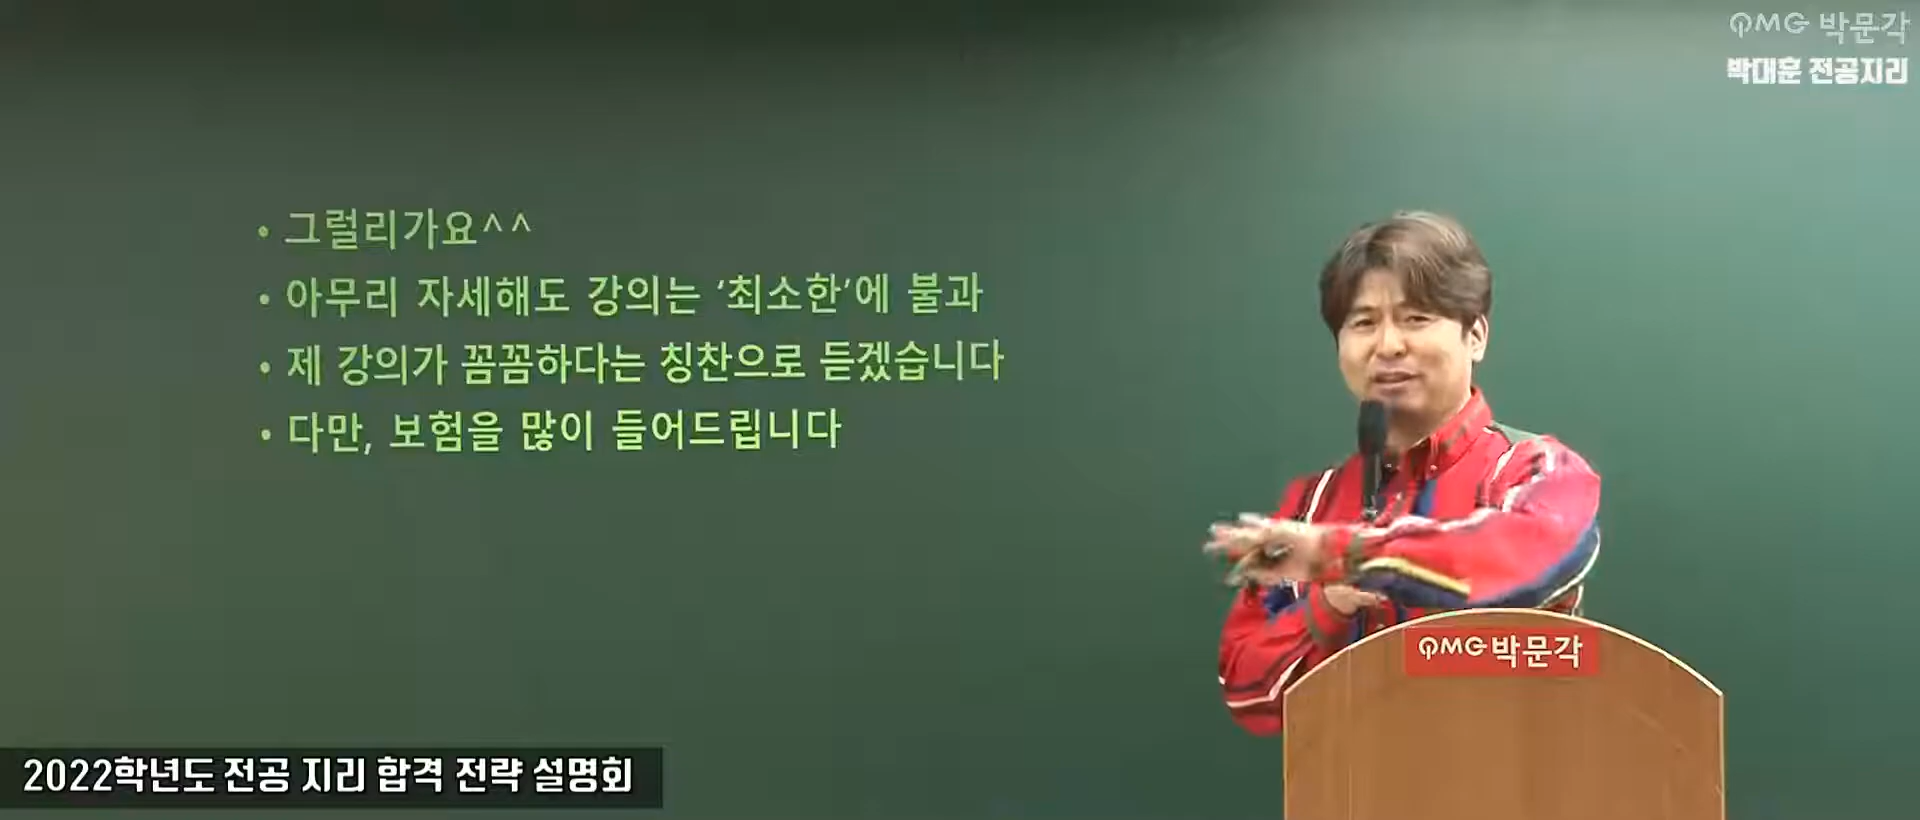 PMG 박문각
박대훈 전공지리
• 그럴리가요^^
• 아무리 자세해도 강의는 ‘최소한’에 불과
• 제 강의가 꼼꼼하다는 칭찬으로 듣겠습니다
• 다만, 보험을 많이 들어드립니다
PMG 박문각
2022학년도 전공 지리 합격 전략 설명회